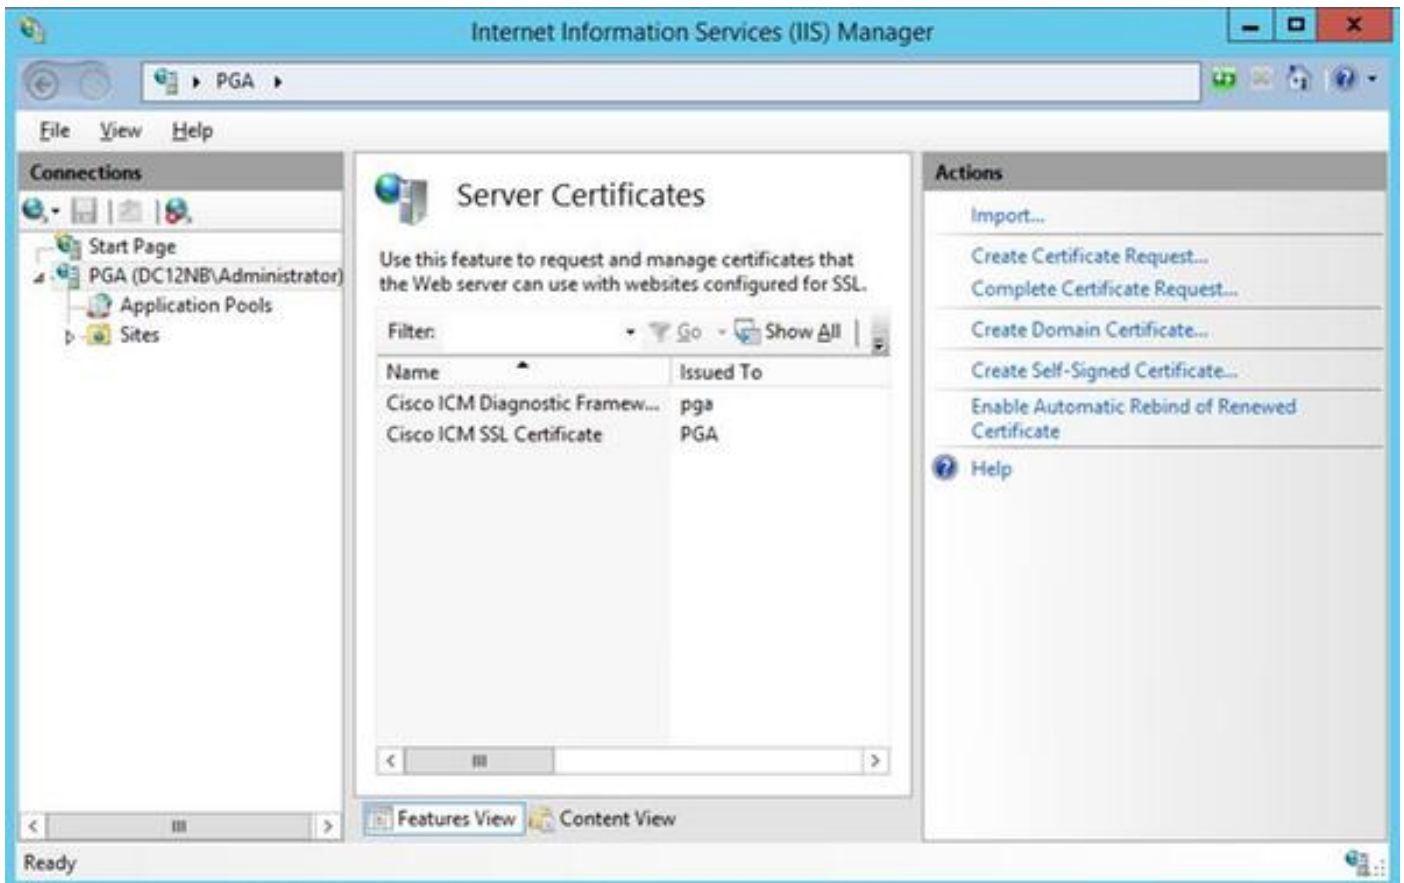 Internet Information Services (IIS) Manager
PGA
File View Help
Connections
Start Page
PGA (DC12NB\Administrator)
Application Pools
Sites
Server Certificates
Use this feature to request and manage certificates that
the Web server can use with websites configured for SSL.
Filter: Go Show All
Name Issued To
Cisco ICM Diagnostic Framew... pga
Cisco ICM SSL Certificate PGA
Features View Content View
Actions
Import...
Create Certificate Request...
Complete Certificate Request...
Create Domain Certificate...
Create Self-Signed Certificate...
Enable Automatic Rebind of Renewed
Certificate
Help
Ready